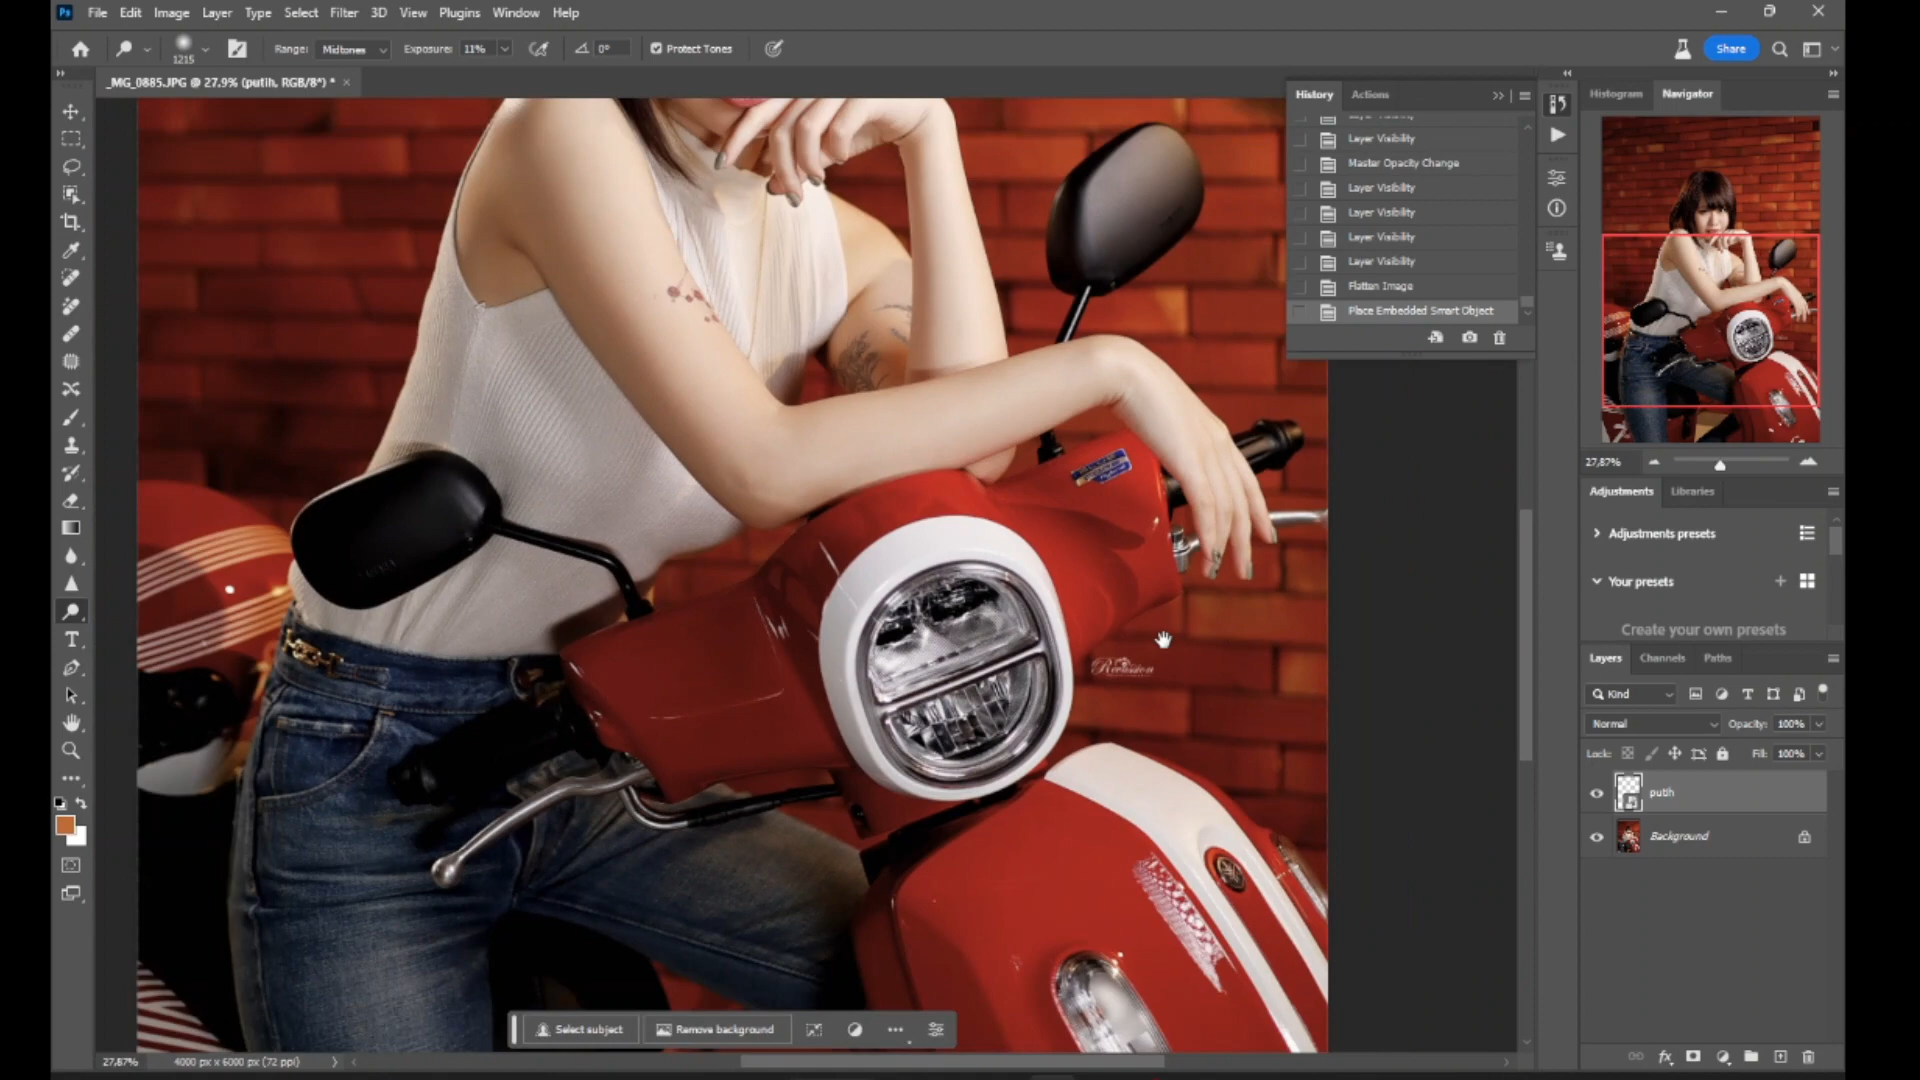 Ps File Edit Image Layer Type Select Filter 3D View Plugins Window Help
1215 Range: Midtones Exposure: 11% 0° Protect Tones Share
_MG_0885.JPG @ 27.9% (putih, RGB/8*) *
History Actions
Layer Visibility
Layer Visibility
Master Opacity Change
Layer Visibility
Layer Visibility
Layer Visibility
Layer Visibility
Flatten Image
Place Embedded Smart Object
Histogram Navigator
27,87%
Adjustments Libraries
Adjustments presets
Your presets
Create your own presets
Layers Channels Paths
Kind
Normal Opacity: 100%
Lock: Fill: 100%
putih
Background
Select subject Remove background
27,87% 4000 px x 6000 px (72 ppi)